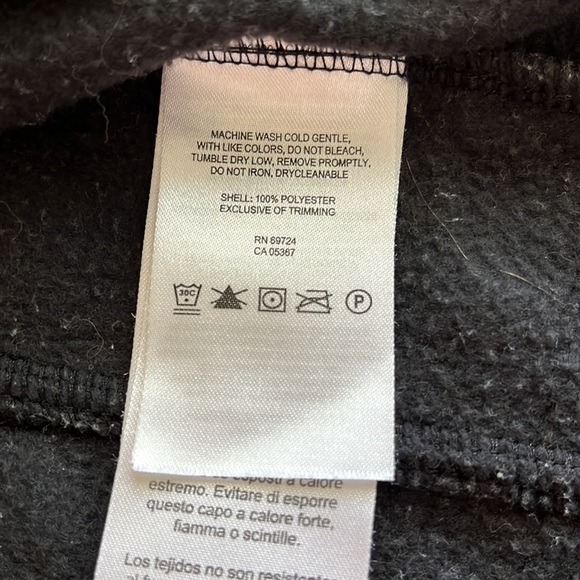 MACHINE WASH COLD GENTLE,
WITH LIKE COLORS, DO NOT BLEACH,
TUMBLE DRY LOW, REMOVE PROMPTLY,
DO NOT IRON, DRYCLEANABLE
SHELL: 100% POLYESTER
EXCLUSIVE OF TRIMMING
RN 69724
CA 05367
30C
P
esposti a calore
estremo. Evitare di esporre
questo capo a calore forte,
fiamma o scintille.
Los tejidos no son resistentes